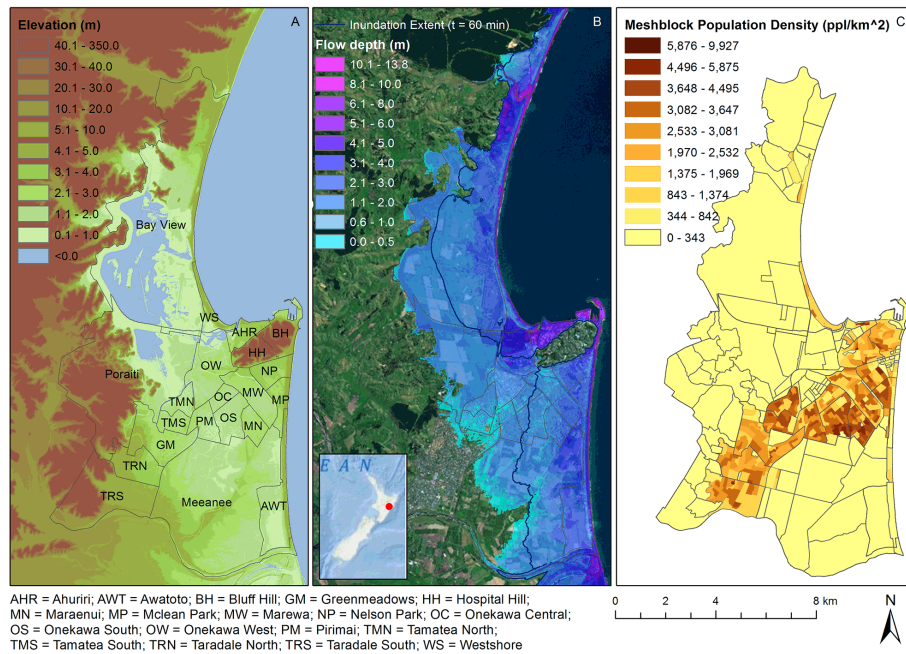 Elevation (m)
A
40.1 - 350.0
30.1 - 40.0
20.1 - 30.0
10.1 - 20.0
5.1 - 10.0
4.1 - 5.0
3.1 - 4.0
2.1 - 3.0
1.1 - 2.0
0.1 - 1.0
<0.0
Bay View
WS
AHR
BH
HH
OW
NP
Poraiti
TMN
OC
MW
MP
TMS
PM
OS
MN
GM
TRN
TRS
Meeanee
AWT
Inundation Extent (t = 60 min)
B
Flow depth (m)
10.1 - 13.8
8.1 - 10.0
6.1 - 8.0
5.1 - 6.0
4.1 - 5.0
3.1 - 4.0
2.1 - 3.0
1.1 - 2.0
0.6 - 1.0
0.0 - 0.5
E A N
Meshblock Population Density (ppl/km^2)
C
5,876 - 9,927
4,496 - 5,875
3,648 - 4,495
3,082 - 3,647
2,533 - 3,081
1,970 - 2,532
1,375 - 1,969
843 - 1,374
344 - 842
0 - 343
AHR = Ahuriri; AWT = Awatoto; BH = Bluff Hill; GM = Greenmeadows; HH = Hospital Hill;
MN = Maraenui; MP = Mclean Park; MW = Marewa; NP = Nelson Park; OC = Onekawa Central;
OS = Onekawa South; OW = Onekawa West; PM = Pirimai; TMN = Tamatea North;
TMS = Tamatea South; TRN = Taradale North; TRS = Taradale South; WS = Westshore
0 2 4 8 km
N